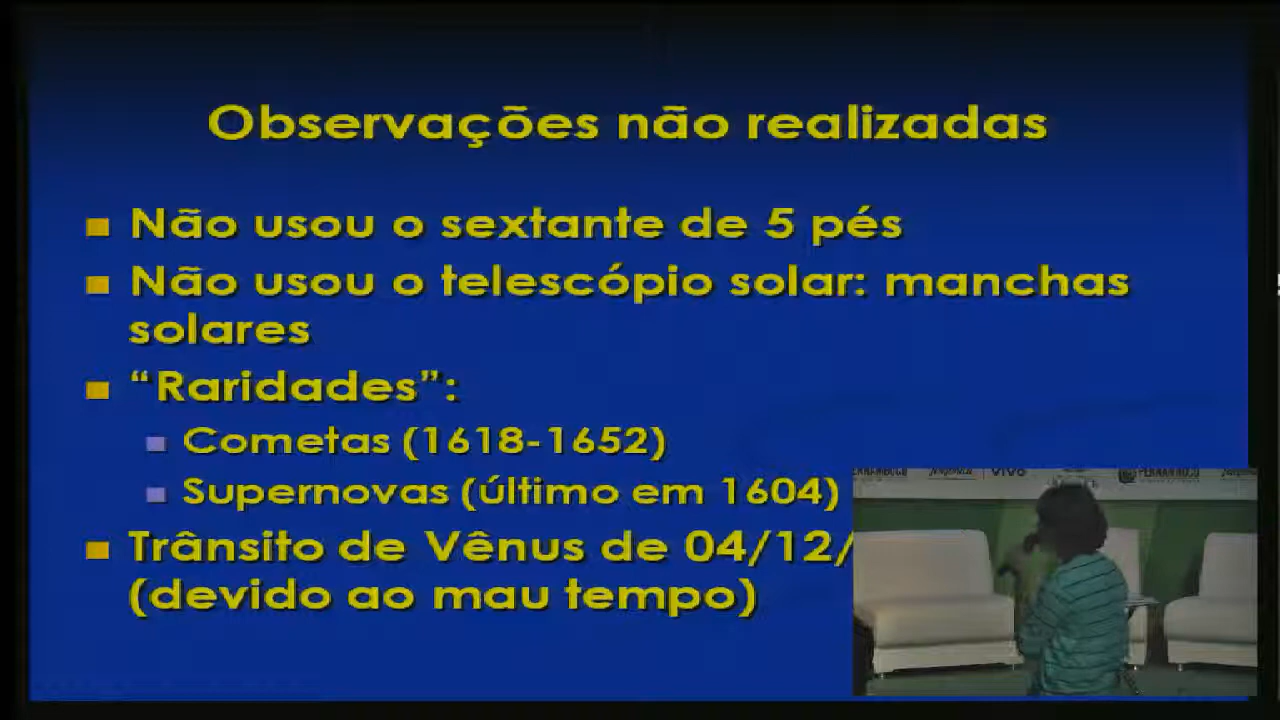 Observações não realizadas
Não usou o sextante de 5 pés
Não usou o telescópio solar: manchas
solares
“Raridades”:
Cometas (1618-1652)
Supernovas (último em 1604)
Trânsito de Vênus de 04/12/
(devido ao mau tempo)
VIVO
PERNAMBUCO